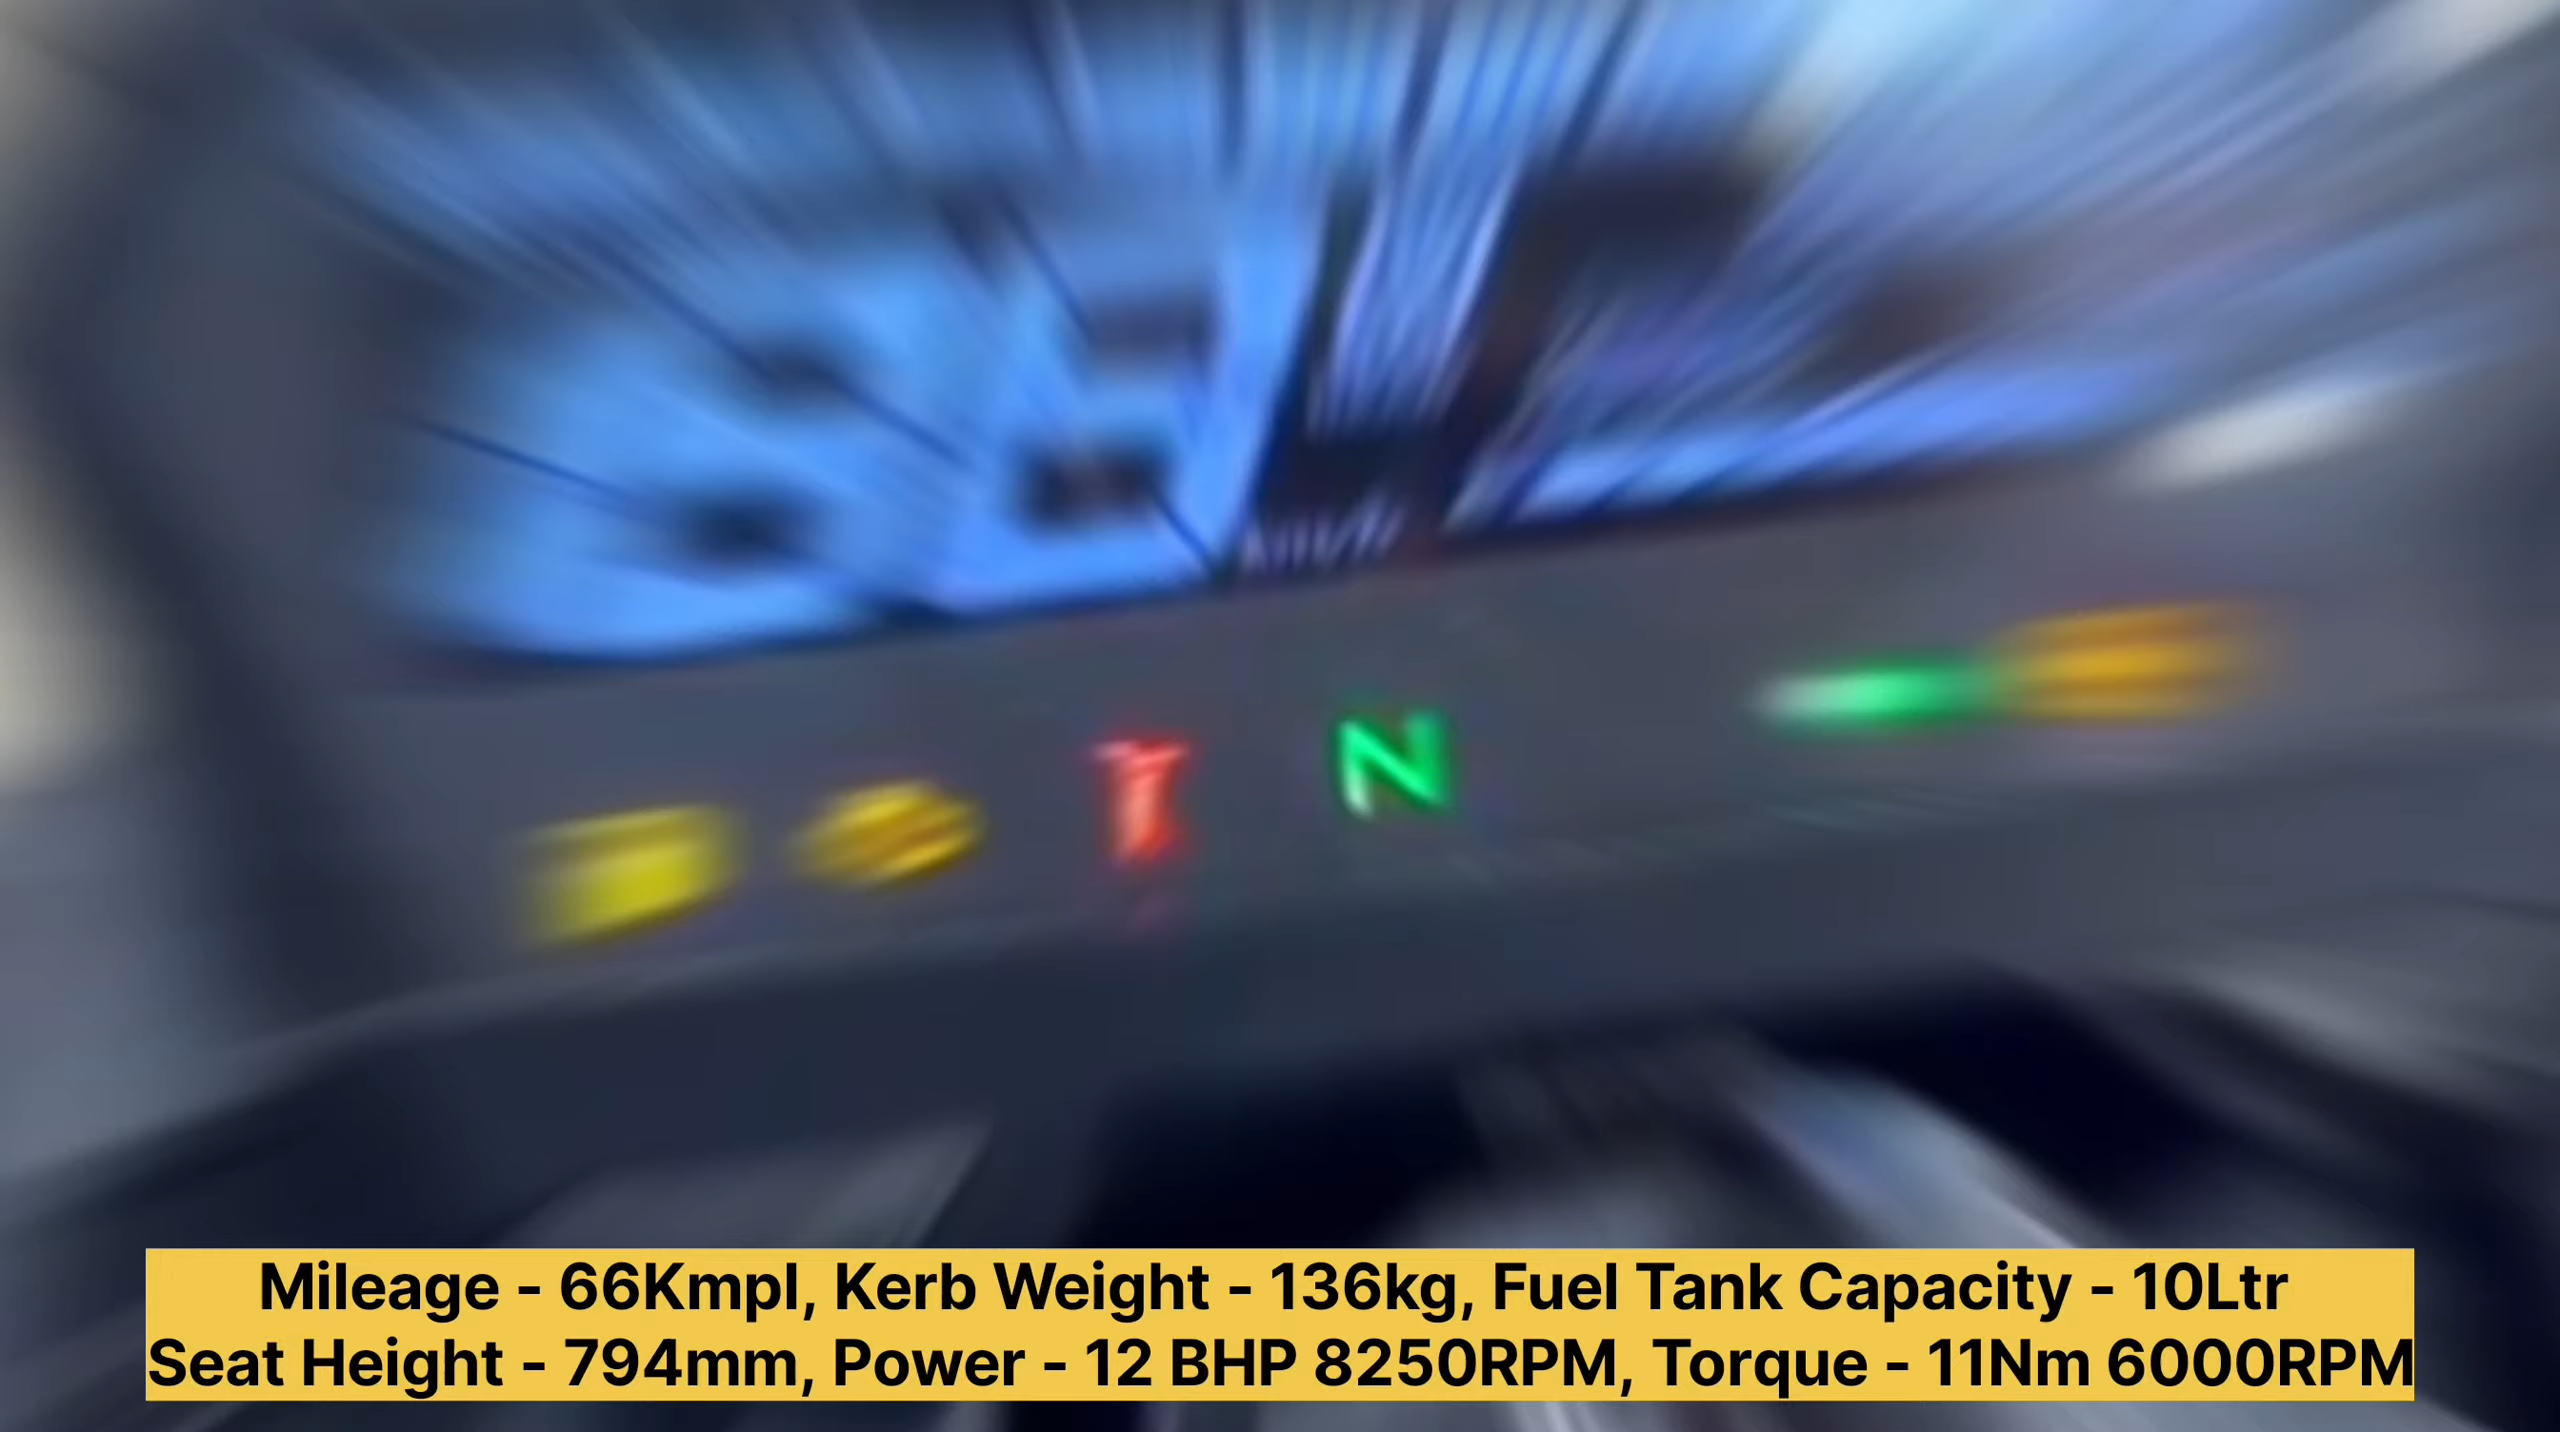 km/h
N
Mileage - 66Kmpl, Kerb Weight - 136kg, Fuel Tank Capacity - 10Ltr
Seat Height - 794mm, Power - 12 BHP 8250RPM, Torque - 11Nm 6000RPM